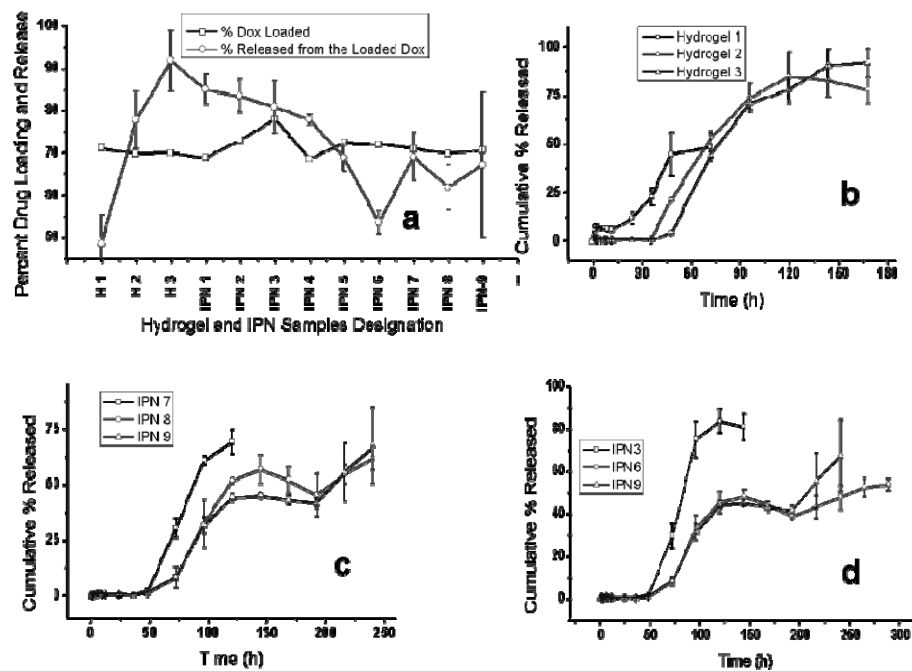 % Dox Loaded
% Released from the Loaded Dox
Percent Drug Loading and Release
100
90
80
70
60
50
a
H 1
H 2
H 3
IPN 1
IPN 2
IPN 3
IPN 4
IPN 5
IPN 6
IPN 7
IPN 8
IPN-9
Hydrogel and IPN Samples Designation
Hydrogel 1
Hydrogel 2
Hydrogel 3
Cumulative % Released
100
75
50
25
0
b
0 30 60 90 120 150 180
Time (h)
IPN 7
IPN 8
IPN 9
Cumulative % Released
75
50
25
0
c
0 50 100 150 200 250
Time (h)
IPN3
IPN6
IPN9
Cumulative % Released
100
80
60
40
20
0
d
0 50 100 150 200 250 300
Time (h)